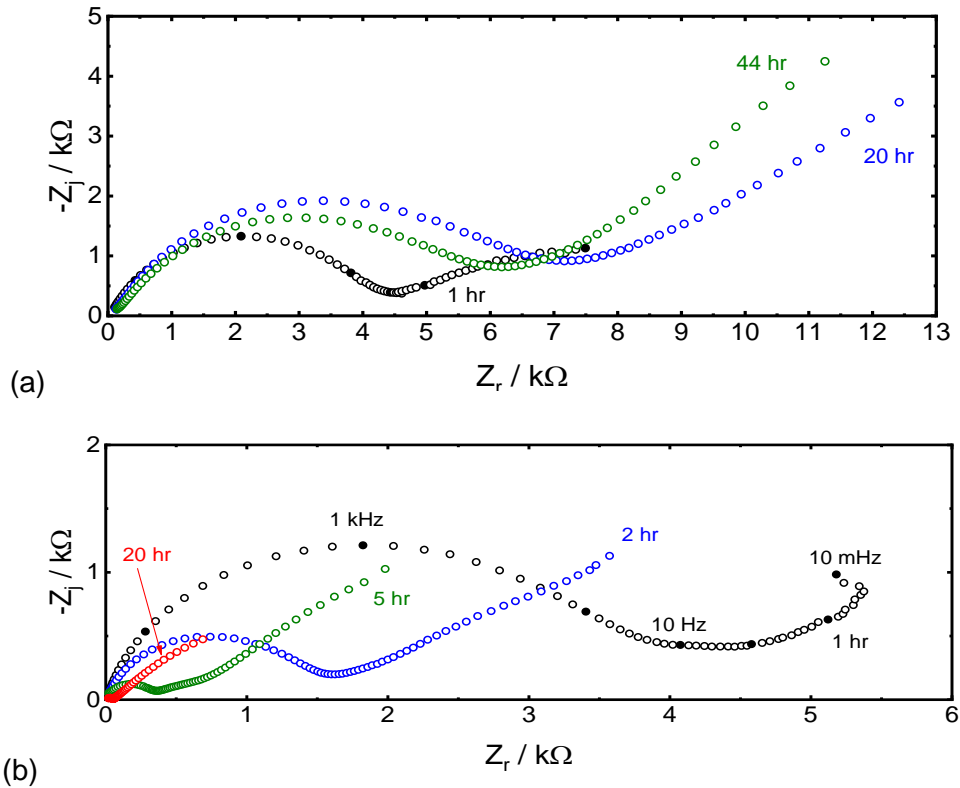 5
4
3
2
1
0
-Z_j / kΩ
44 hr
20 hr
1 hr
0 1 2 3 4 5 6 7 8 9 10 11 12 13
Z_r / kΩ
(a)
2
1
0
-Z_j / kΩ
20 hr
1 kHz
5 hr
2 hr
10 mHz
10 Hz
1 hr
0 1 2 3 4 5 6
Z_r / kΩ
(b)